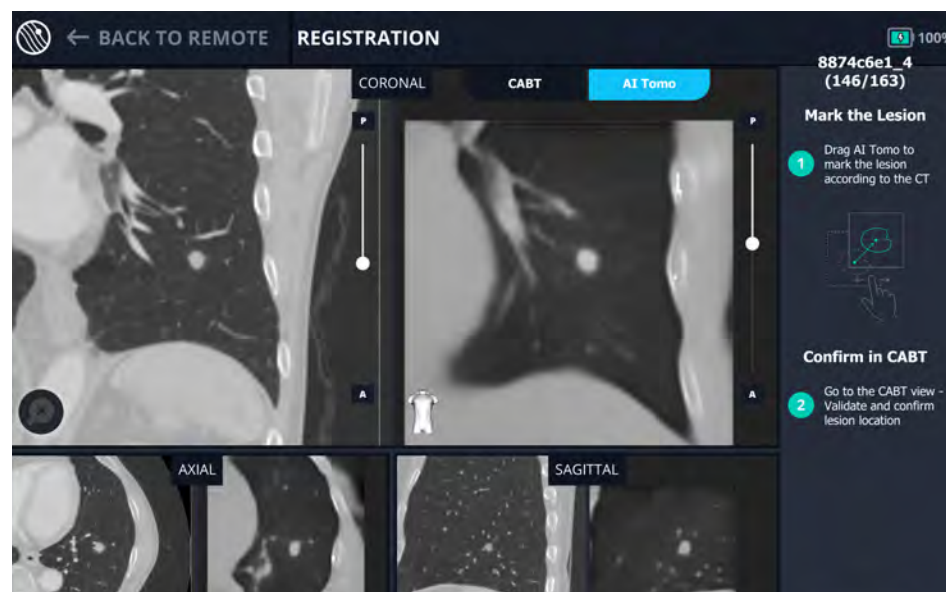 ← BACK TO REMOTE
REGISTRATION
100%
8874c6e1_4
(146/163)
CORONAL
CABT
AI Tomo
P
P
A
A
Mark the Lesion
1
Drag AI Tomo to
mark the lesion
according to the CT
Confirm in CABT
2
Go to the CABT view -
Validate and confirm
lesion location
AXIAL
SAGITTAL